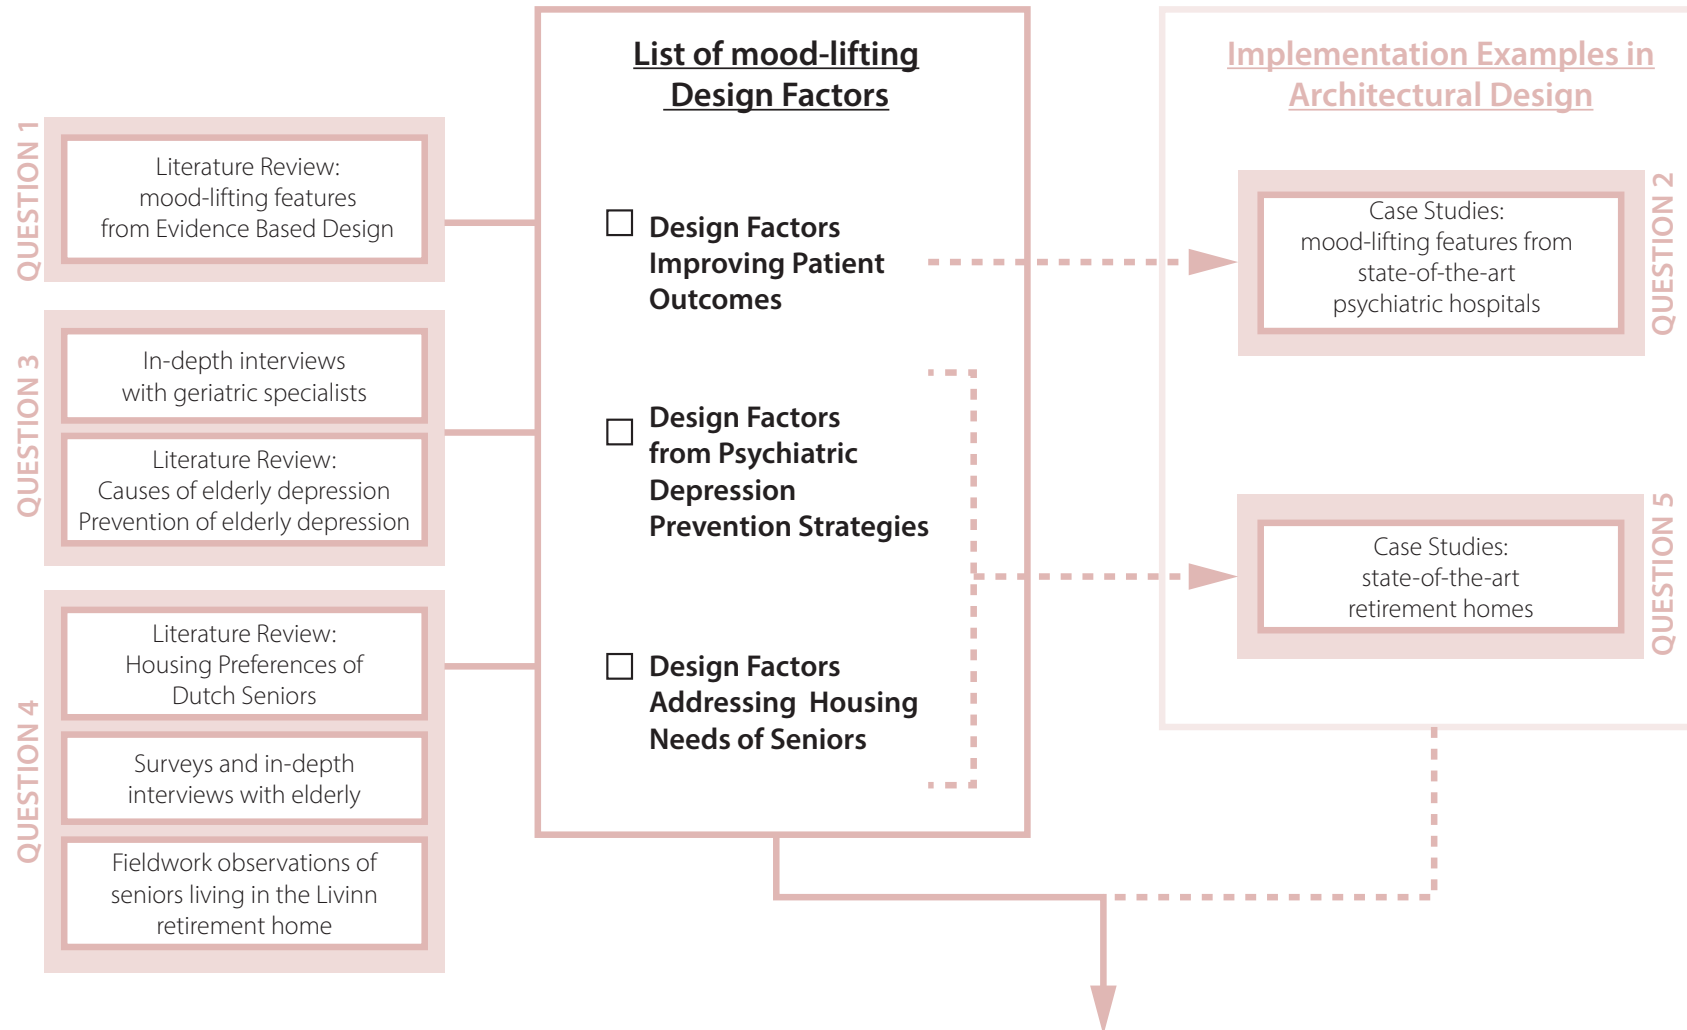 QUESTION 1
Literature Review:
mood-lifting features
from Evidence Based Design
QUESTION 3
In-depth interviews
with geriatric specialists
Literature Review:
Causes of elderly depression
Prevention of elderly depression
QUESTION 4
Literature Review:
Housing Preferences of
Dutch Seniors
Surveys and in-depth
interviews with elderly
Fieldwork observations of
seniors living in the Livinn
retirement home
List of mood-lifting
Design Factors
Design Factors
Improving Patient
Outcomes
Design Factors
from Psychiatric
Depression
Prevention Strategies
Design Factors
Addressing Housing
Needs of Seniors
Implementation Examples in
Architectural Design
Case Studies:
mood-lifting features from
state-of-the-art
psychiatric hospitals
QUESTION 2
Case Studies:
state-of-the-art
retirement homes
QUESTION 5